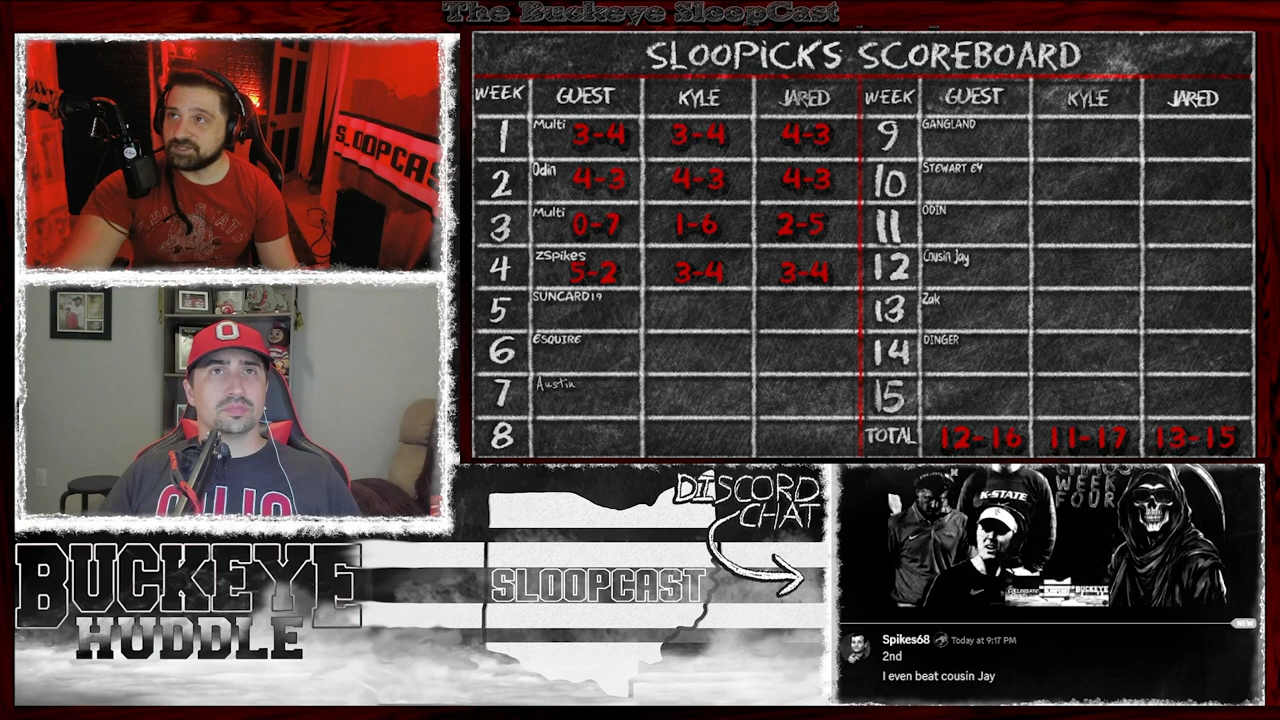 The Buckeye SloopCast
SLOOPCAS
O
OHIO
SLOOPiCKS SCOREBOARD
WEEK GUEST KYLE JARED WEEK GUEST KYLE JARED
1 Multi 3-4 3-4 4-3 9 GANGLAND
2 Odin 4-3 4-3 4-3 10 STEWART E4
3 Multi 0-7 1-6 2-5 11 ODIN
4 zSpikes 5-2 3-4 3-4 12 Cousin Jay
5 SUNCARD19 13 Zak
6 ESQUIRE 14 DINGER
7 Austin 15
8 TOTAL 12-16 11-17 13-15
DISCORD
CHAT
BUCKEYE
HUDDLE
SLOOPCAST
WEEK
FOUR
K-STATE
NEW
Spikes68 Today at 9:17 PM
2nd
I even beat cousin Jay